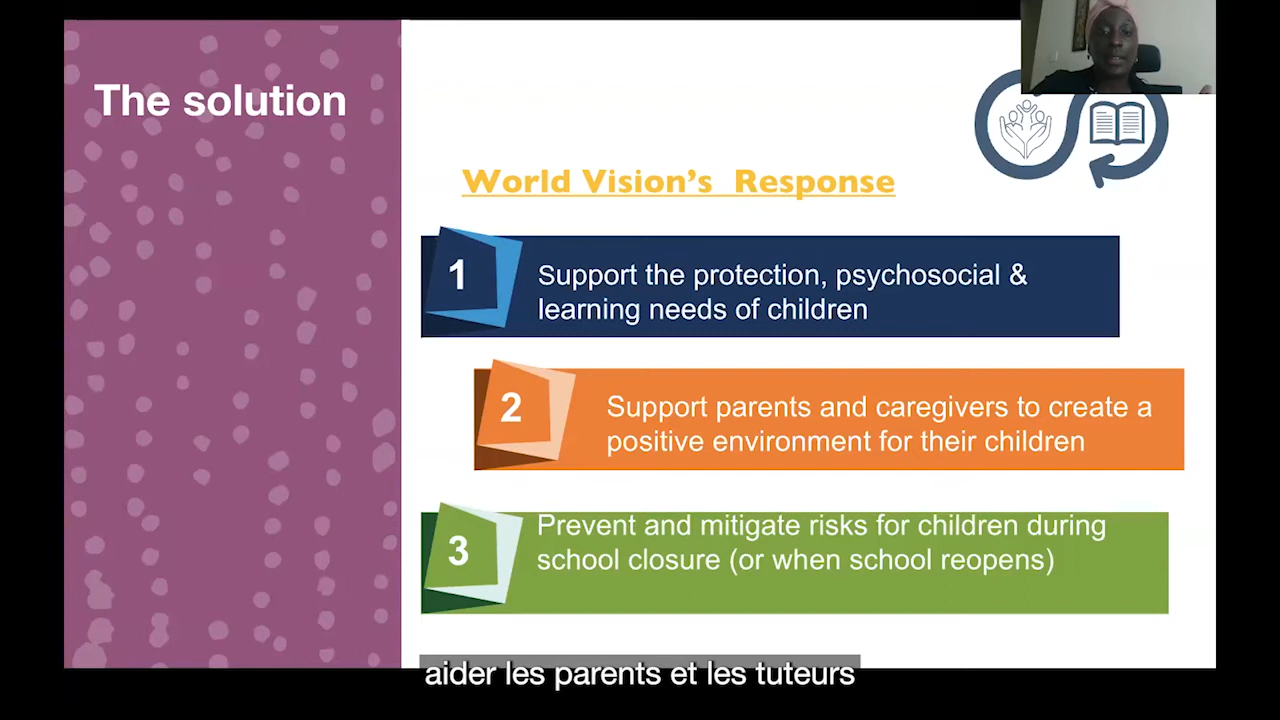 The solution
World Vision's  Response
1
Support the protection, psychosocial &
learning needs of children
2
Support parents and caregivers to create a
positive environment for their children
3
Prevent and mitigate risks for children during
school closure (or when school reopens)
aider les parents et les tuteurs